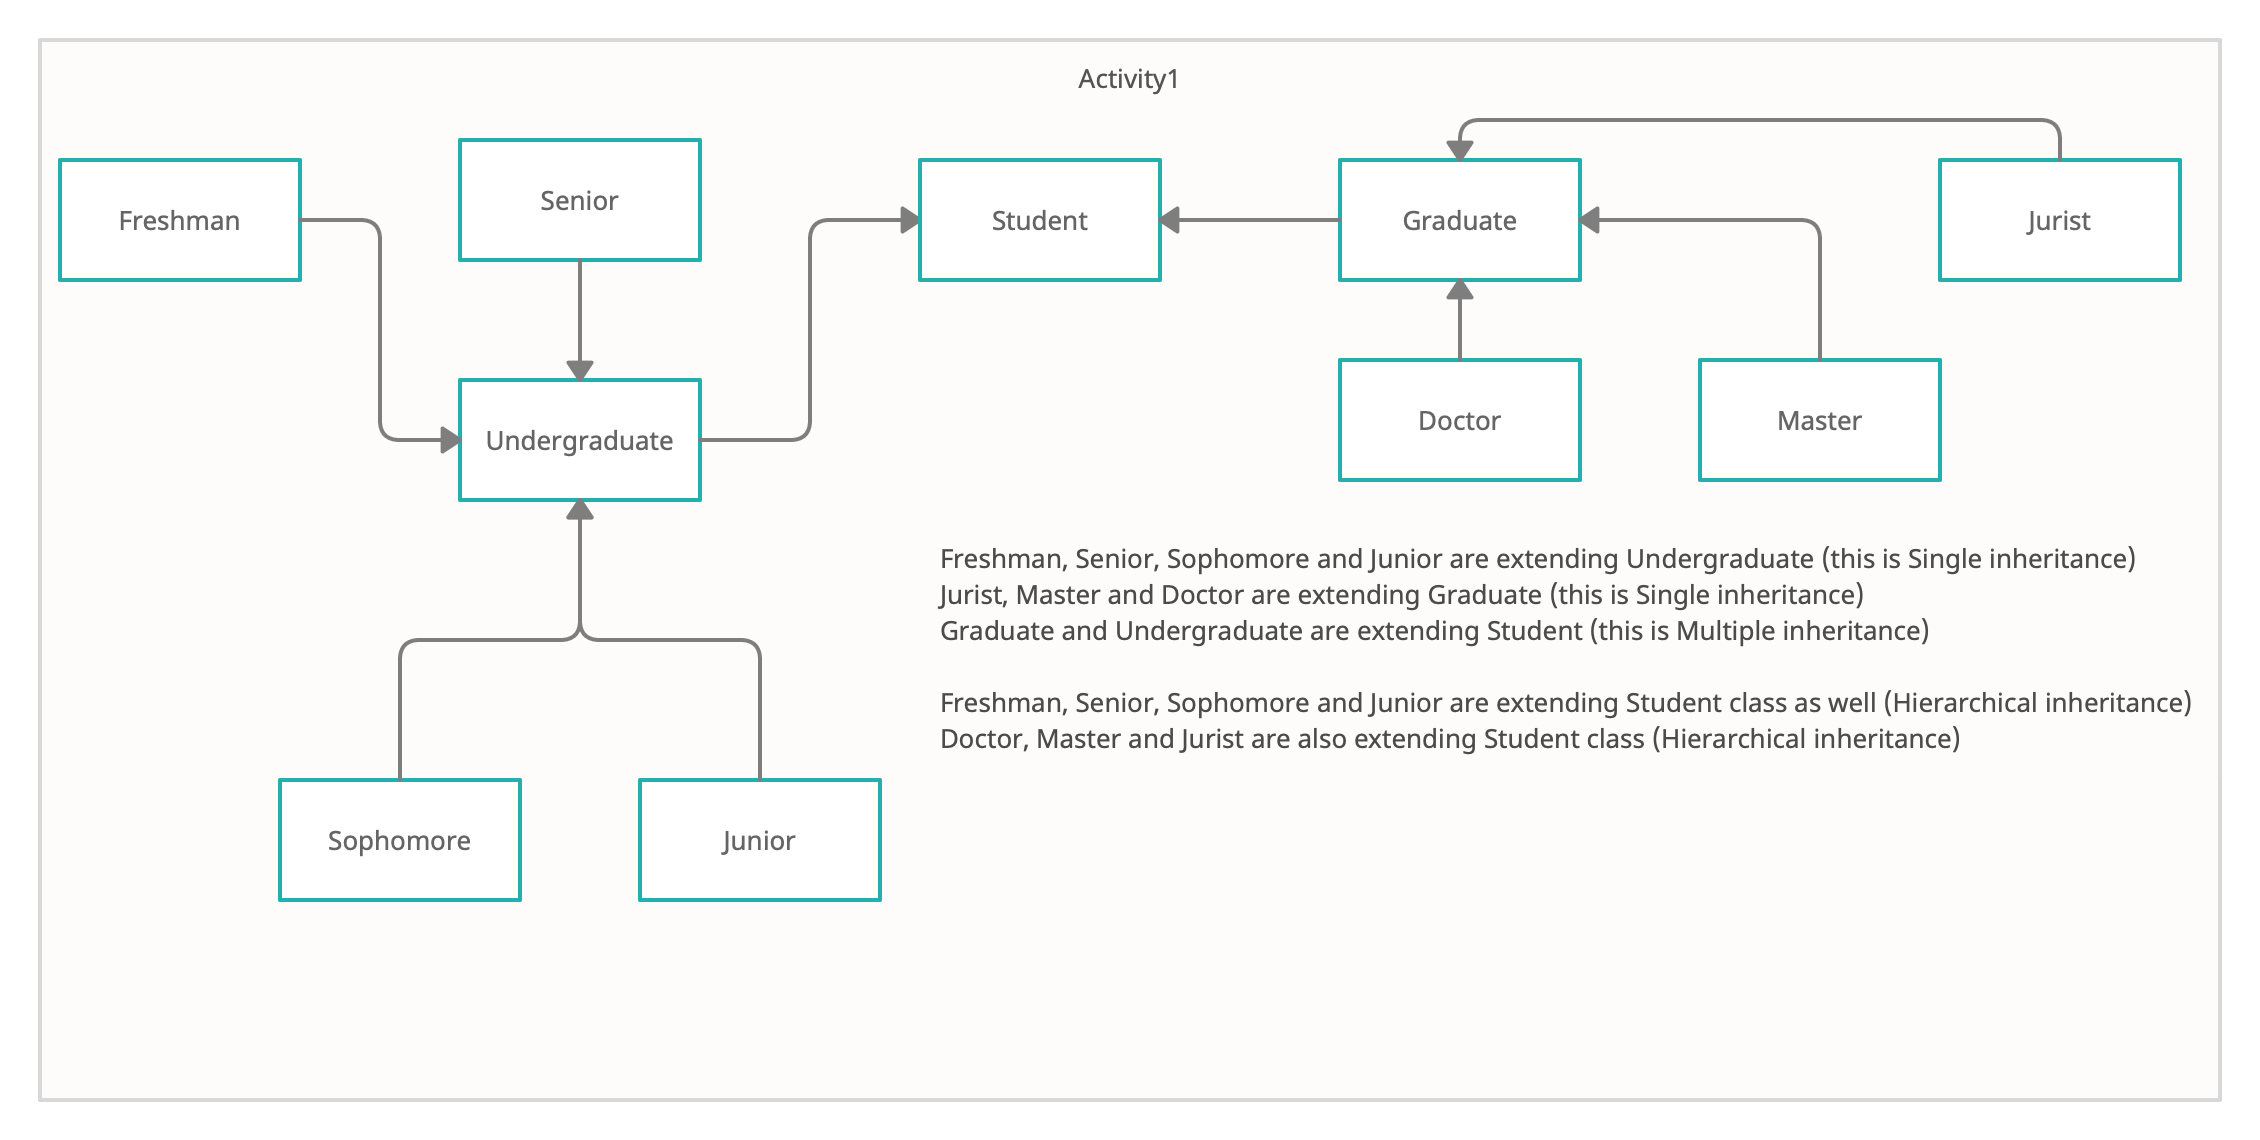 Activity1
Freshman
Senior
Student
Graduate
Jurist
Undergraduate
Doctor
Master
Freshman, Senior, Sophomore and Junior are extending Undergraduate (this is Single inheritance)
Jurist, Master and Doctor are extending Graduate (this is Single inheritance)
Graduate and Undergraduate are extending Student (this is Multiple inheritance)
Freshman, Senior, Sophomore and Junior are extending Student class as well (Hierarchical inheritance)
Doctor, Master and Jurist are also extending Student class (Hierarchical inheritance)
Sophomore
Junior